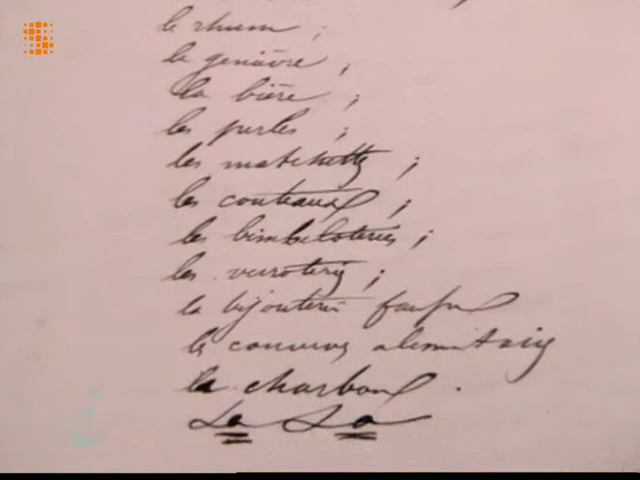 le rhum ;
le genièvre ;
la bière ;
les perles ;
les matchettes ;
les couteaux ;
les bimbeloteries ;
les verroteries ;
la bijouterie fausse
le conserves alimentaires
le charbon .